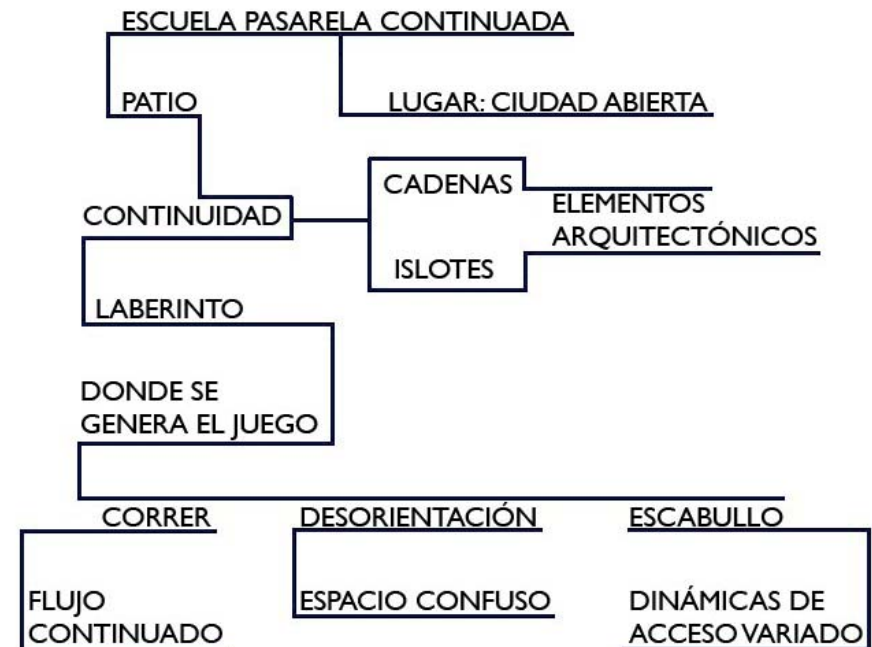 ESCUELA PASARELA CONTINUADA
PATIO
LUGAR: CIUDAD ABIERTA
CADENAS
ELEMENTOS
ARQUITECTÓNICOS
CONTINUIDAD
ISLOTES
LABERINTO
DONDE SE
GENERA EL JUEGO
CORRER
DESORIENTACIÓN
ESCABULLO
FLUJO
CONTINUADO
ESPACIO CONFUSO
DINÁMICAS DE
ACCESO VARIADO